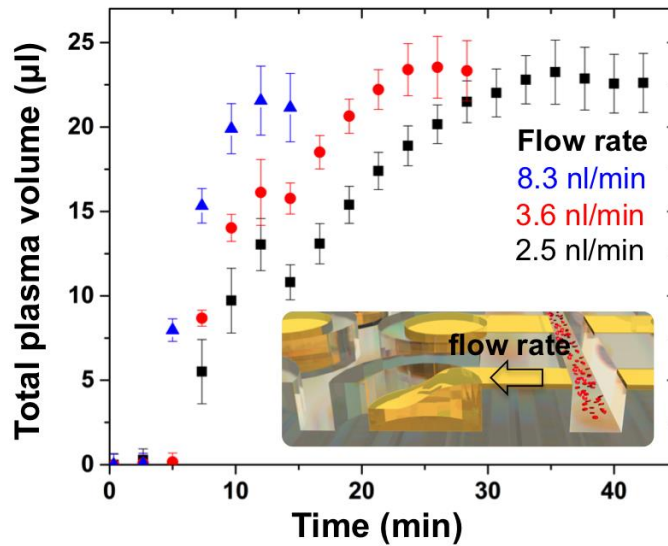 25
20
15
10
5
0
Total plasma volume (µl)
Flow rate
8.3 nl/min
3.6 nl/min
2.5 nl/min
flow rate
0
10
20
30
40
Time (min)